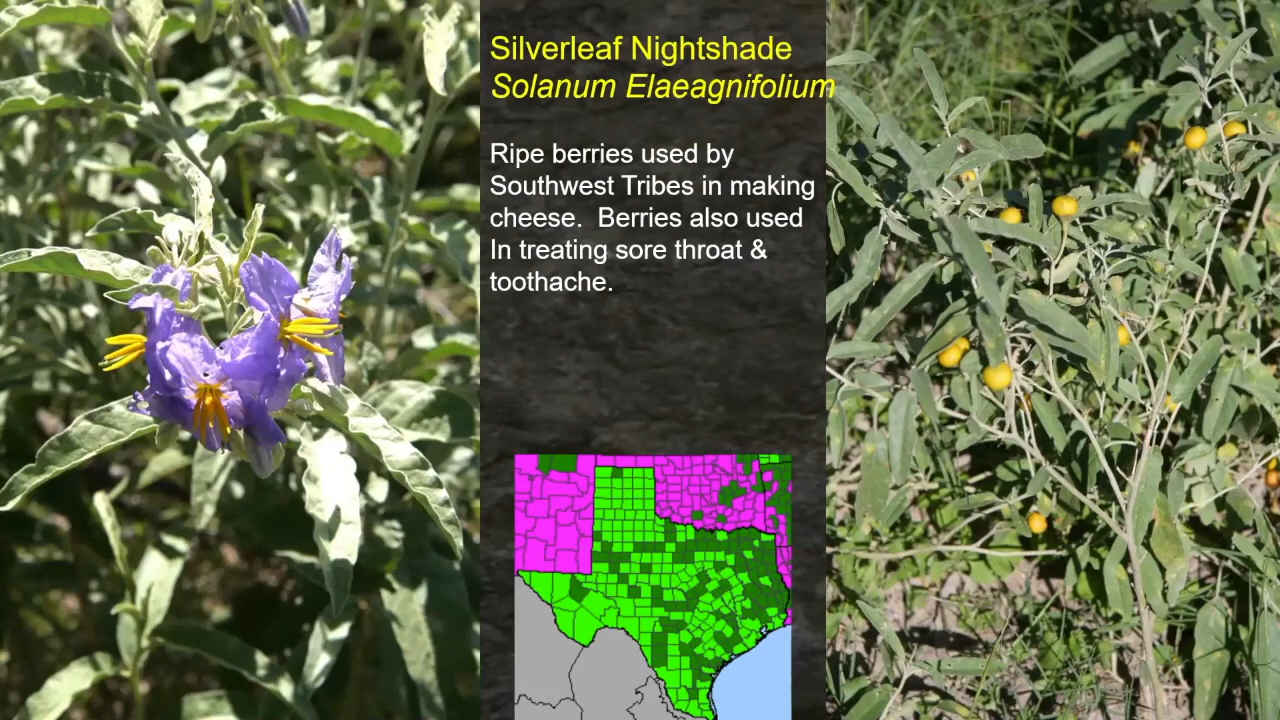 Silverleaf Nightshade
Solanum Elaeagnifolium
Ripe berries used by
Southwest Tribes in making
cheese.  Berries also used
In treating sore throat &
toothache.